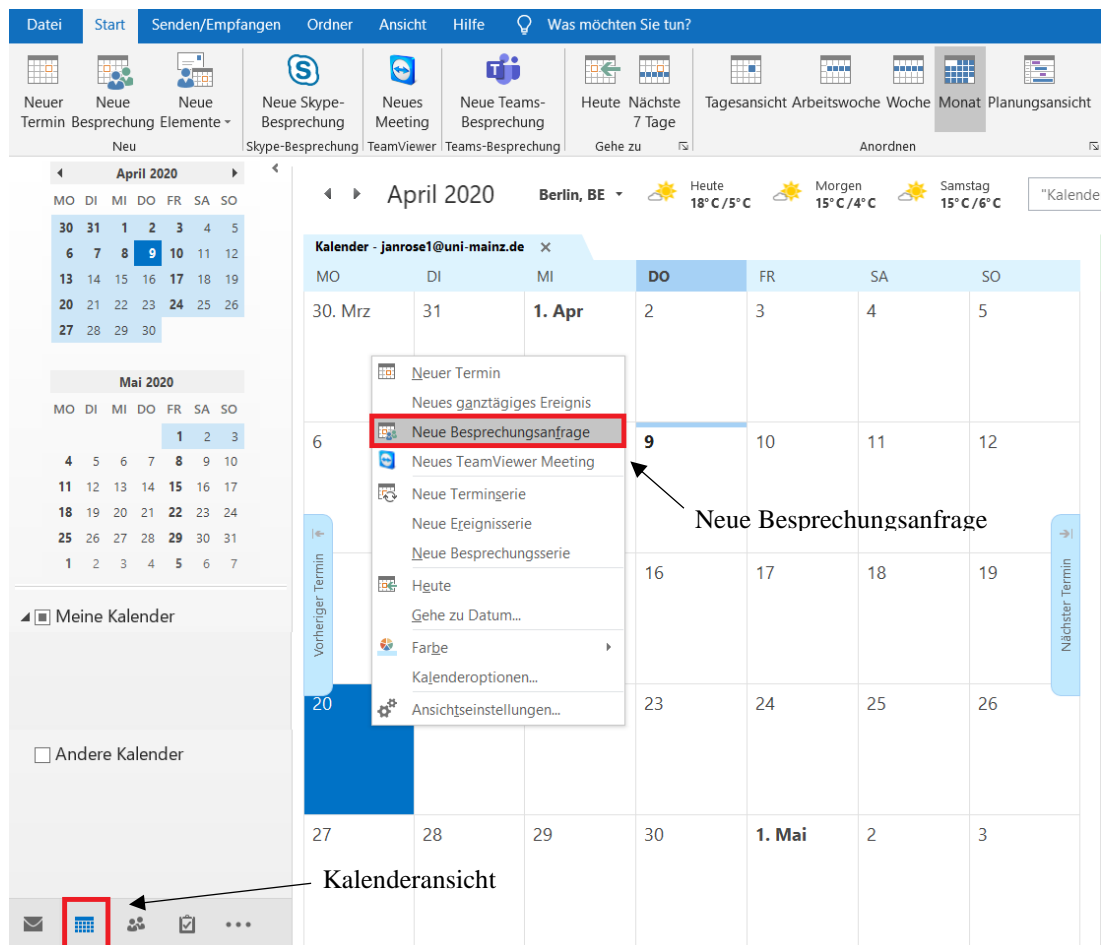 Datei Start Senden/Empfangen Ordner Ansicht Hilfe Was möchten Sie tun?
Neuer Termin
Neue Besprechung
Neue Elemente
Neu
Neue Skype-Besprechung
Skype-Besprechung
Neues Meeting
TeamViewer
Neue Teams-Besprechung
Teams-Besprechung
Heute
Nächste 7 Tage
Gehe zu
Tagesansicht Arbeitswoche Woche Monat Planungsansicht
Anordnen
April 2020
MO DI MI DO FR SA SO
30 31 1 2 3 4 5
6 7 8 9 10 11 12
13 14 15 16 17 18 19
20 21 22 23 24 25 26
27 28 29 30
Mai 2020
MO DI MI DO FR SA SO
1 2 3
4 5 6 7 8 9 10
11 12 13 14 15 16 17
18 19 20 21 22 23 24
25 26 27 28 29 30 31
1 2 3 4 5 6 7
Meine Kalender
Andere Kalender
April 2020
Berlin, BE
Heute
18°C/5°C
Morgen
15°C/4°C
Samstag
15°C/6°C
"Kalende
Kalender - janrose1@uni-mainz.de
MO DI MI DO FR SA SO
30. Mrz 31 1. Apr 2 3 4 5
6 9 10 11 12
16 17 18 19
20 23 24 25 26
27 28 29 30 1. Mai 2 3
Vorheriger Termin
Nächster Termin
Neuer Termin
Neues ganztägiges Ereignis
Neue Besprechungsanfrage
Neues TeamViewer Meeting
Neue Terminserie
Neue Ereignisserie
Neue Besprechungsserie
Heute
Gehe zu Datum...
Farbe
Kalenderoptionen...
Ansichtseinstellungen...
Neue Besprechungsanfrage
Kalenderansicht